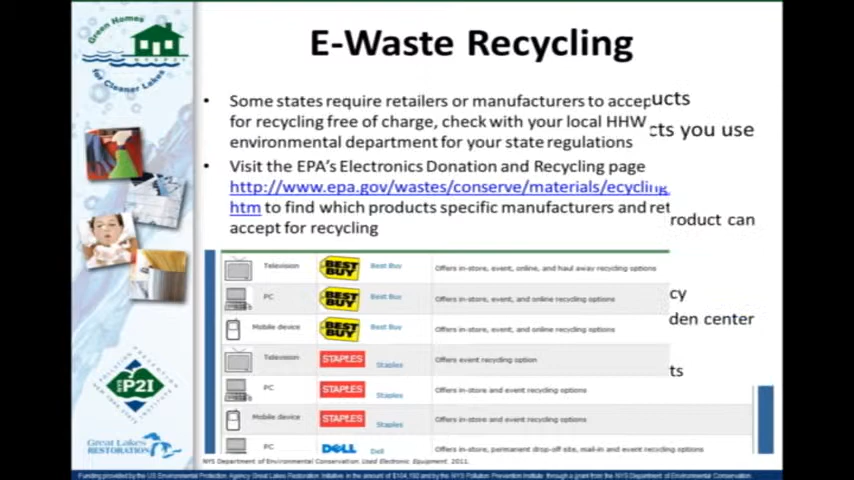 Green Homes
for Cleaner Lakes
E-Waste Recycling
• Some states require retailers or manufacturers to accep
for recycling free of charge, check with your local HHW
environmental department for your state regulations
• Visit the EPA's Electronics Donation and Recycling page
http://www.epa.gov/wastes/conserve/materials/ecycling
htm to find which products specific manufacturers and ret
accept for recycling
ucts
cts you use
roduct can
cy
den center
ts
Television BEST BUY Best Buy Offers in-store, event, online, and haul away recycling options
PC BEST BUY Best Buy Offers in-store, event, and online recycling options
Mobile device BEST BUY Best Buy Offers in-store, event, and online recycling options
Television STAPLES Staples Offers event recycling option
PC STAPLES Staples Offers in-store and event recycling options
Mobile device STAPLES Staples Offers in-store and event recycling options
PC DELL Dell Offers in-store, permanent drop-off site, mail-in and event recycling options
NYS P2I
Great Lakes
RESTORATION
NYS Department of Environmental Conservation. Used Electronic Equipment. 2011.
Funding provided by the US Environmental Protection Agency Great Lakes Restoration Initiative in the amount of $104,150 and by the NYS Pollution Prevention Institute through a grant from the NYS Department of Environmental Conservation.